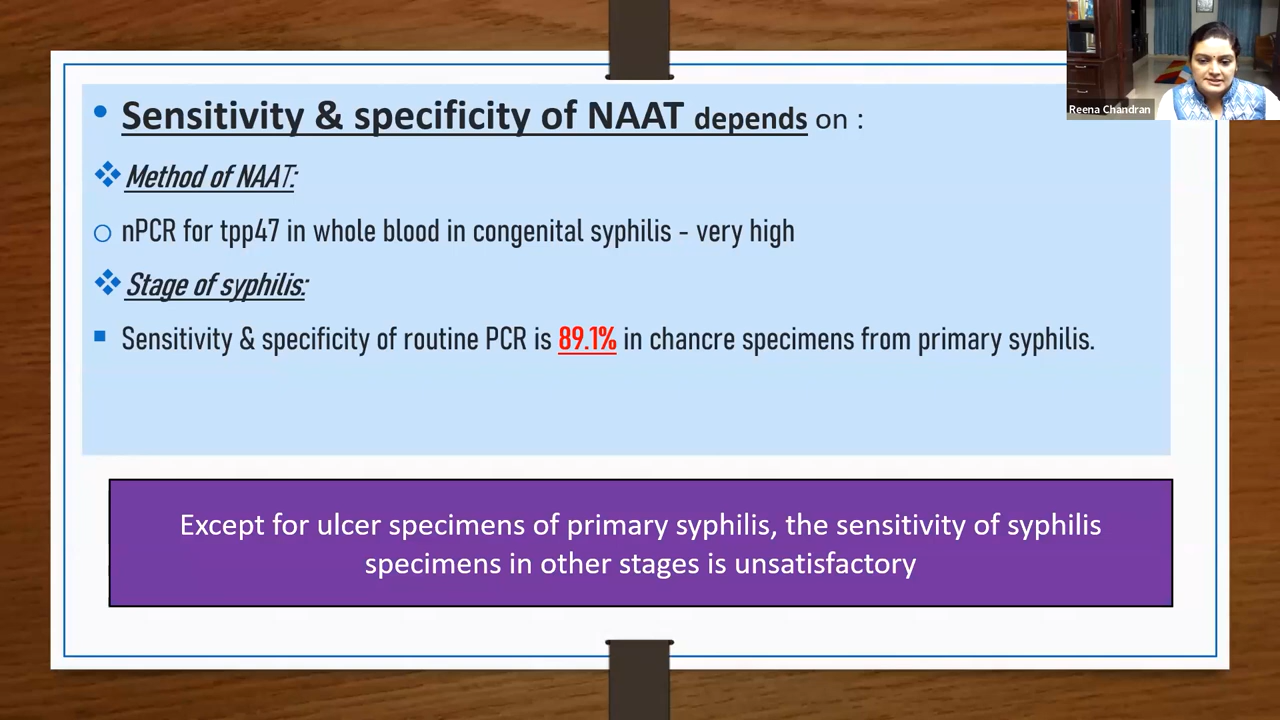 Reena Chandran
• Sensitivity & specificity of NAAT depends on :
❖ Method of NAAT:
o nPCR for tpp47 in whole blood in congenital syphilis - very high
❖ Stage of syphilis:
▪ Sensitivity & specificity of routine PCR is 89.1% in chancre specimens from primary syphilis.
Except for ulcer specimens of primary syphilis, the sensitivity of syphilis
specimens in other stages is unsatisfactory